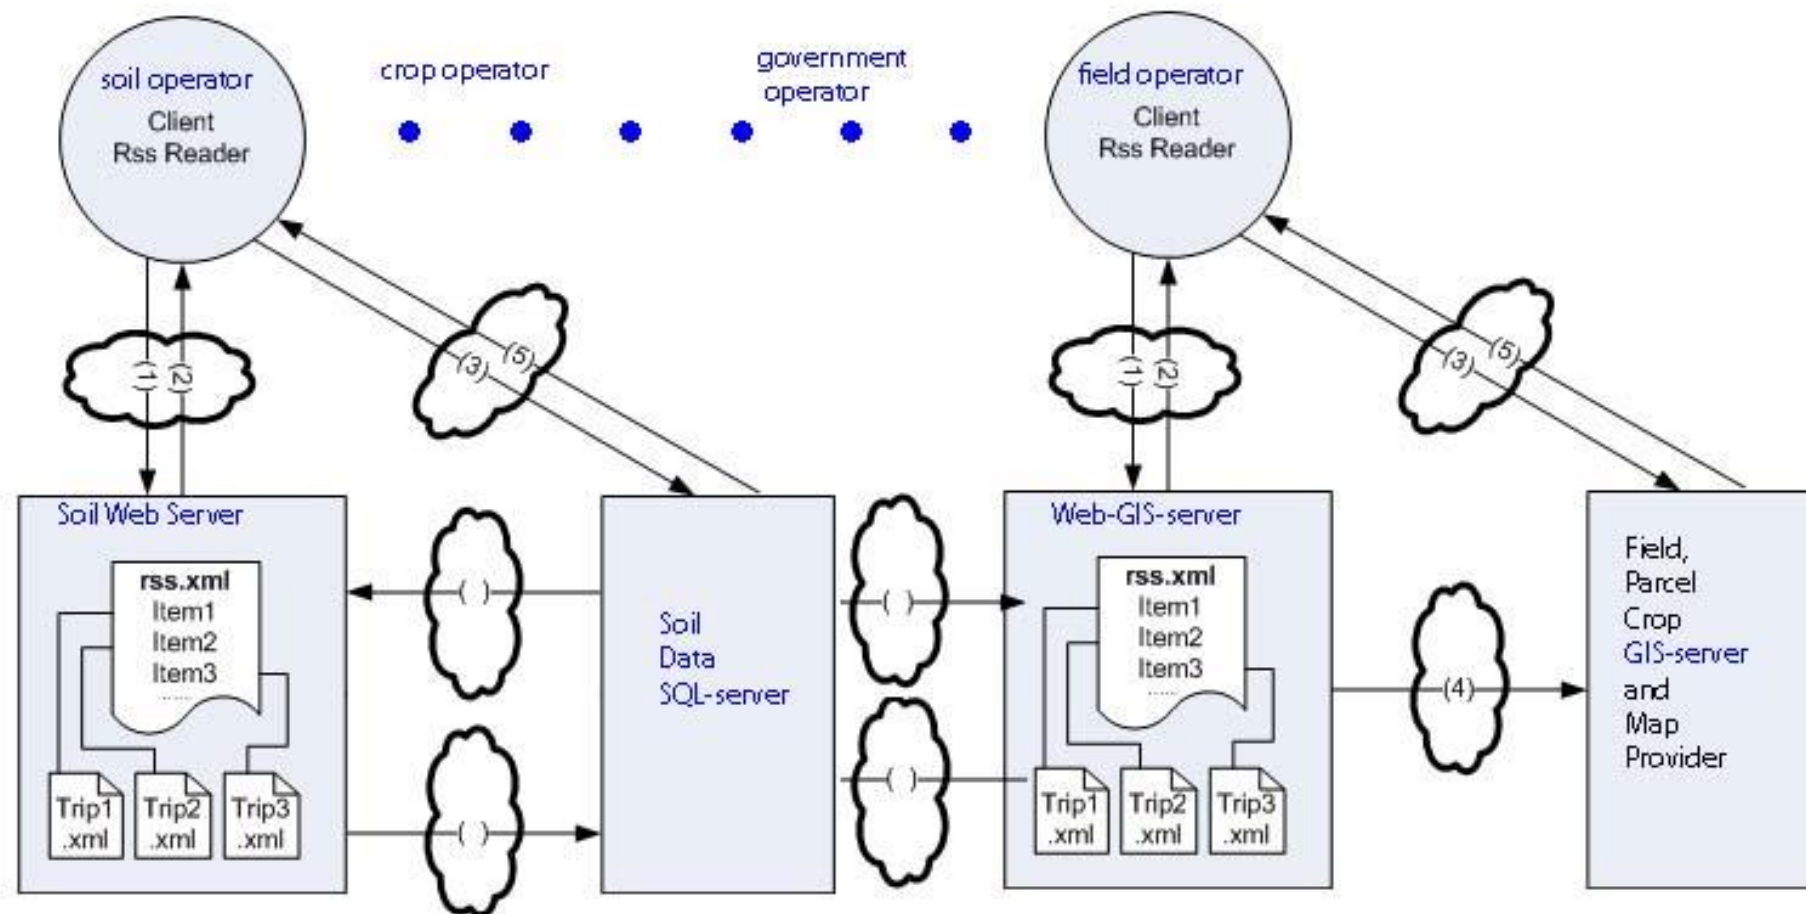 soil operator
Client
Rss Reader
crop operator
government
operator
field operator
Client
Rss Reader
(1)
(2)
(3)
(5)
(1)
(2)
(3)
(5)
Soil Web Server
rss.xml
Item1
Item2
Item3
.....
Trip1
.xml
Trip2
.xml
Trip3
.xml
( )
( )
Soil
Data
SQL-server
( )
( )
Web-GIS-server
rss.xml
Item1
Item2
Item3
.....
Trip1
.xml
Trip2
.xml
Trip3
.xml
(4)
Field,
Parcel
Crop
GIS-server
and
Map
Provider